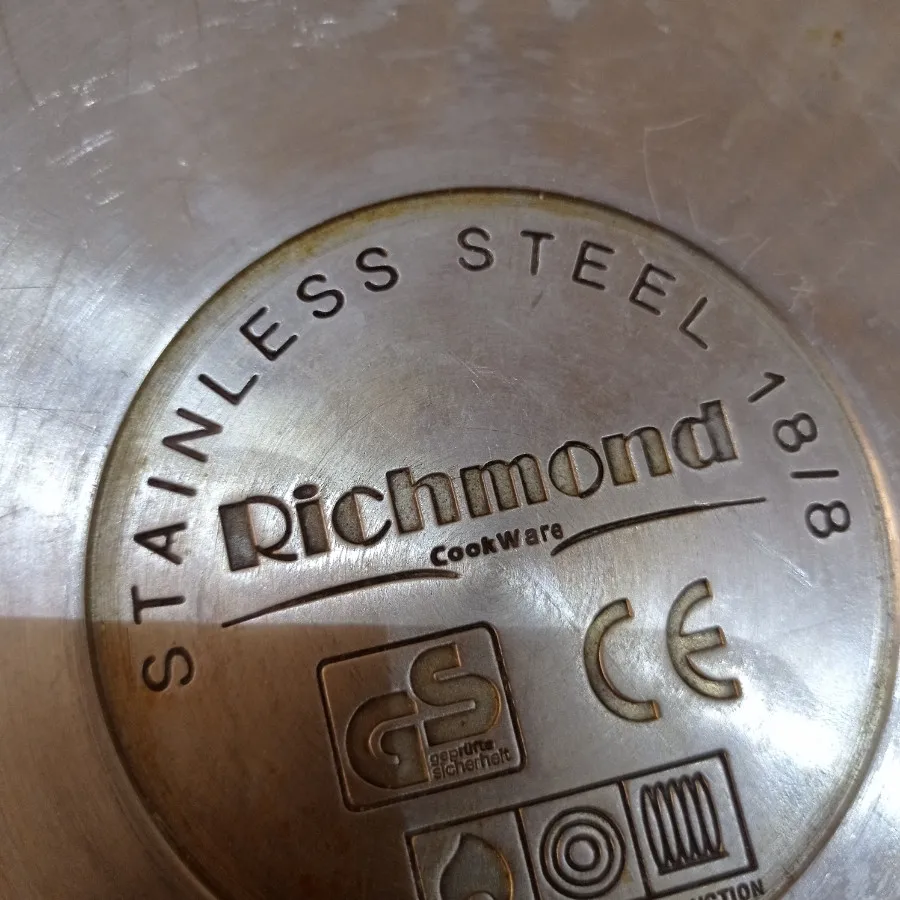 STAINLESS STEEL 18/8
Richmond
CookWare
CE
GS
geprüfte
sicherheit